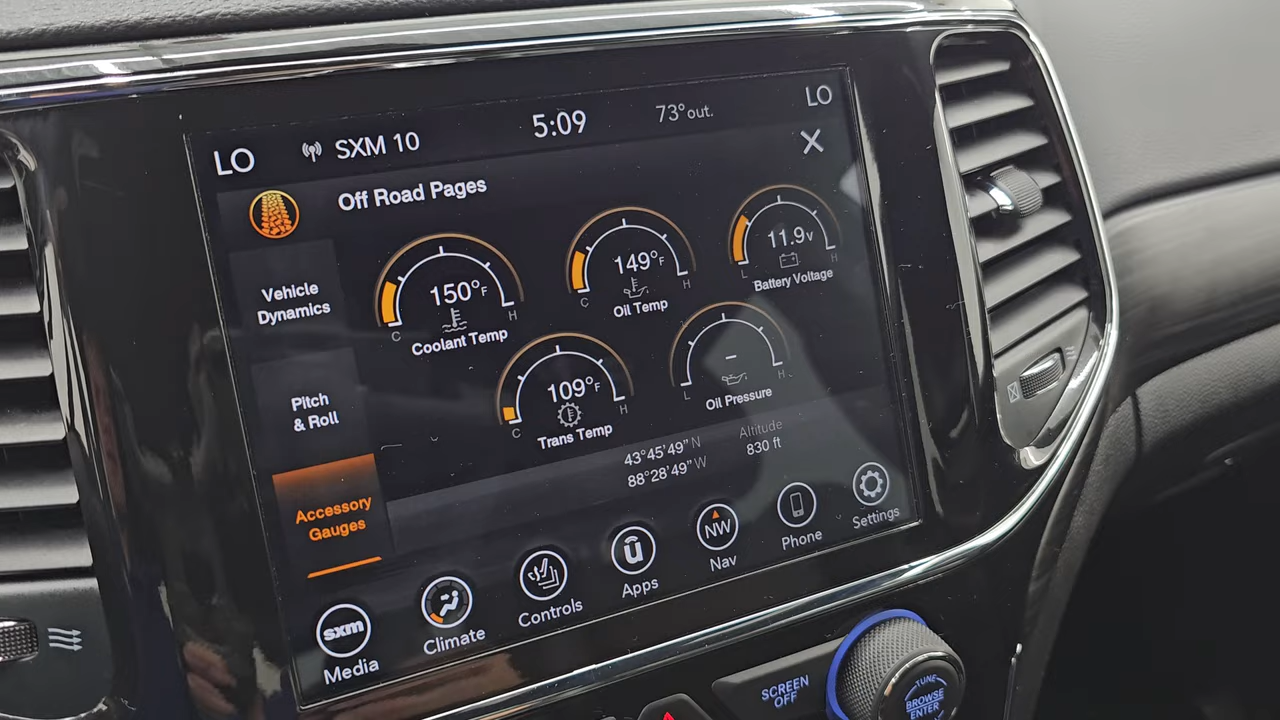 LO
SXM 10
5:09
73°out.
LO
X
Off Road Pages
Vehicle
Dynamics
Pitch
& Roll
Accessory
Gauges
150°F
C
H
Coolant Temp
149°F
C
H
Oil Temp
11.9v
L
H
Battery Voltage
109°F
C
H
Trans Temp
–
L
H
Oil Pressure
43°45'49"N
88°28'49"W
Altitude
830 ft
sxm
Media
Climate
Controls
û
Apps
NW
Nav
Phone
Settings
SCREEN
OFF
TUNE
BROWSE
ENTER